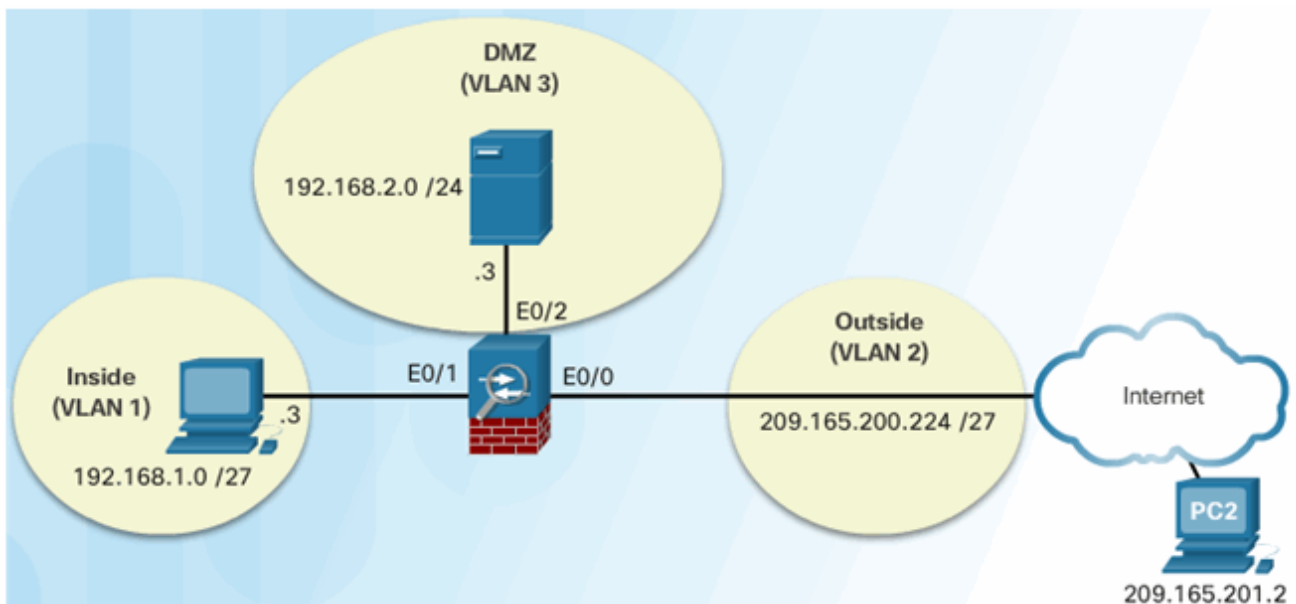 DMZ
(VLAN 3)
192.168.2.0 /24
.3
E0/2
Inside
(VLAN 1)
.3
192.168.1.0 /27
E0/1
E0/0
Outside
(VLAN 2)
209.165.200.224 /27
Internet
PC2
209.165.201.2